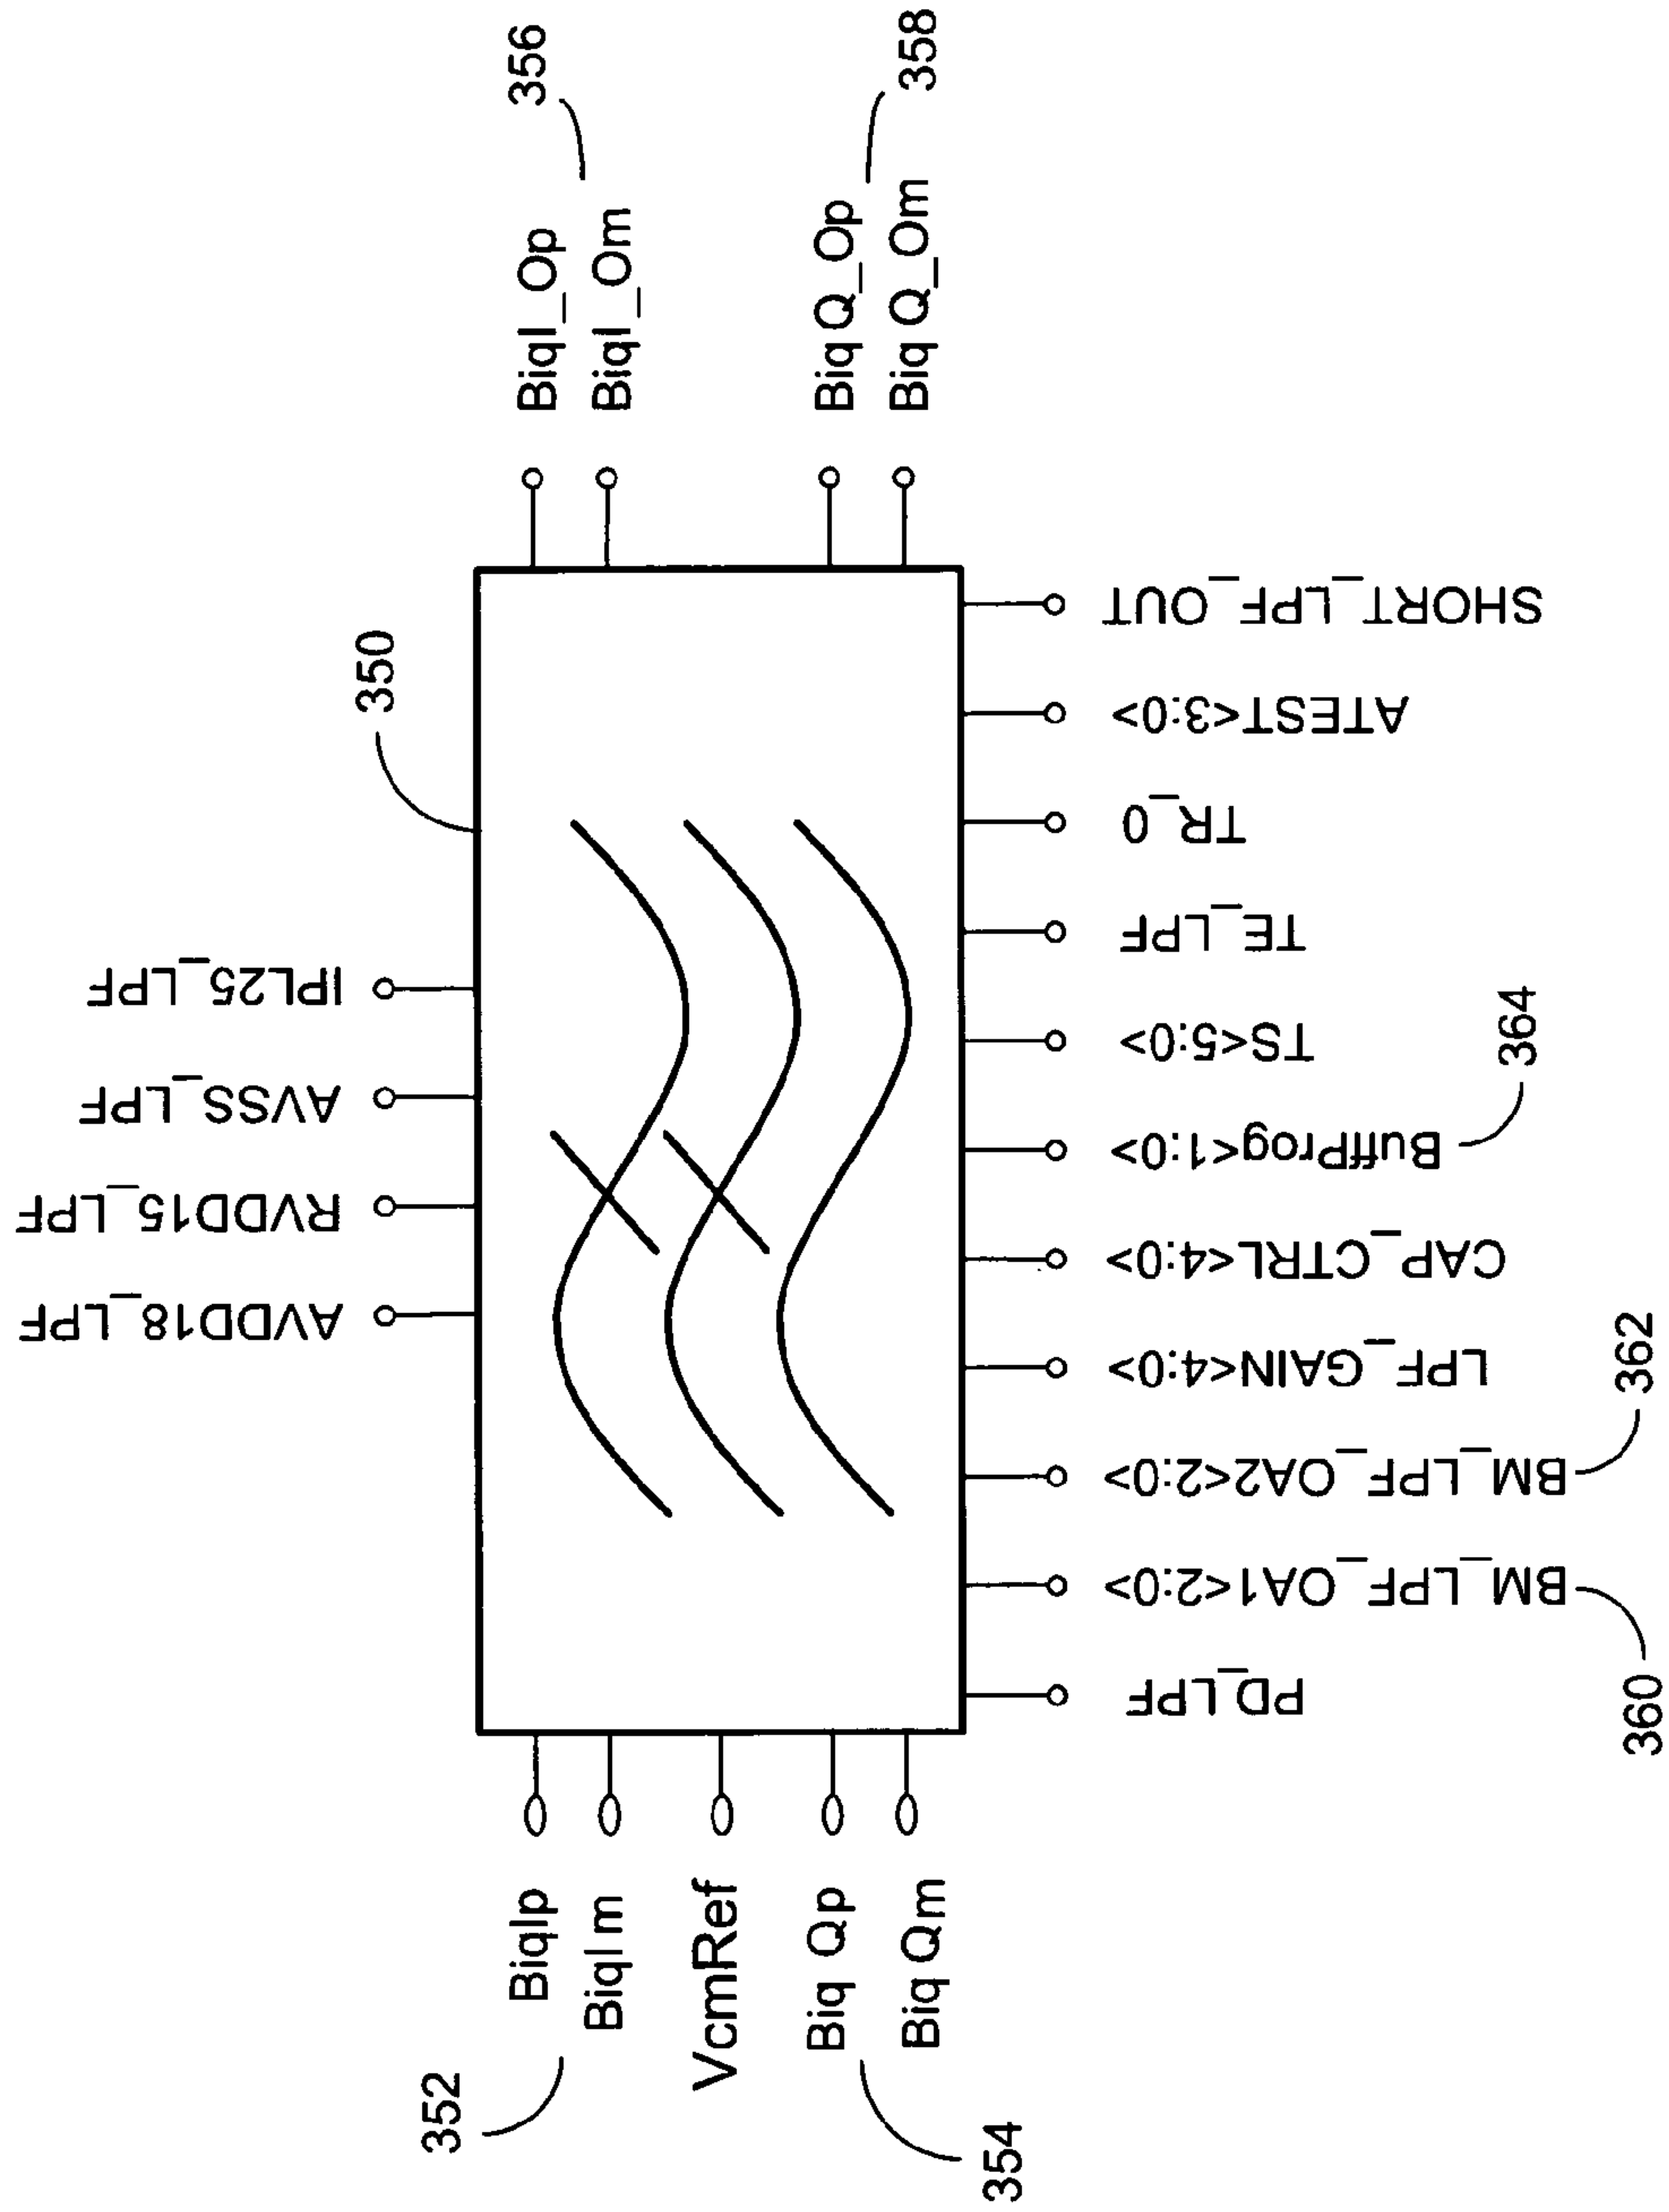 350
AVDD18_LPF
RVDD15_LPF
AVSS_LPF
IPL25_LPF
352
BiqIp
BiqIm
VcmRef
Biq Qp
Biq Qm
354
356
BiqI_Op
BiqI_Om
358
Biq Q_Op
Biq Q_Om
PD_LPF
BM_LPF_OA1<2:0>
BM_LPF_OA2<2:0>
LPF_GAIN<4:0>
CAP_CTRL<4:0>
BuffProg<1:0>
TS<5:0>
TE_LPF
TR_0
ATEST<3:0>
SHORT_LPF_OUT
360
362
364